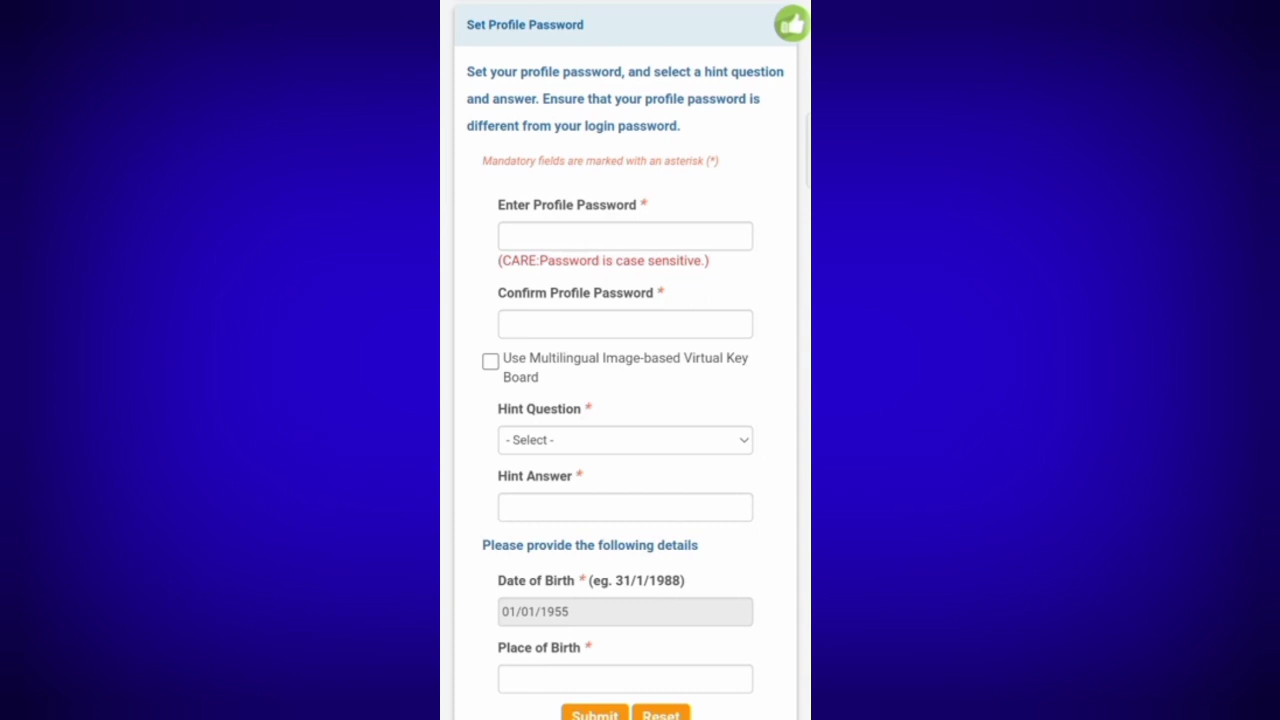 Set Profile Password
Set your profile password, and select a hint question
and answer. Ensure that your profile password is
different from your login password.
Mandatory fields are marked with an asterisk (*)
Enter Profile Password *
(CARE:Password is case sensitive.)
Confirm Profile Password *
Use Multilingual Image-based Virtual Key
Board
Hint Question *
- Select -
Hint Answer *
Please provide the following details
Date of Birth * (eg. 31/1/1988)
01/01/1955
Place of Birth *
Submit Reset